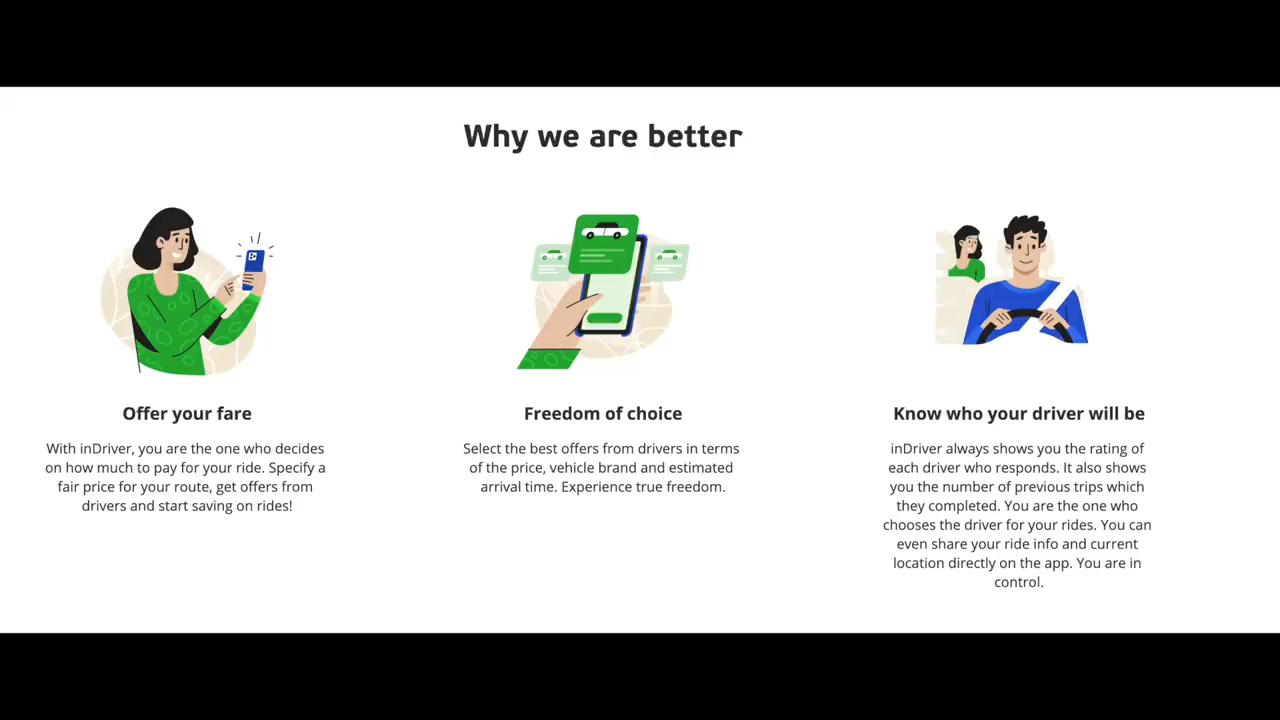 Why we are better
Offer your fare
With inDriver, you are the one who decides
on how much to pay for your ride. Specify a
fair price for your route, get offers from
drivers and start saving on rides!
Freedom of choice
Select the best offers from drivers in terms
of the price, vehicle brand and estimated
arrival time. Experience true freedom.
Know who your driver will be
inDriver always shows you the rating of
each driver who responds. It also shows
you the number of previous trips which
they completed. You are the one who
chooses the driver for your rides. You can
even share your ride info and current
location directly on the app. You are in
control.